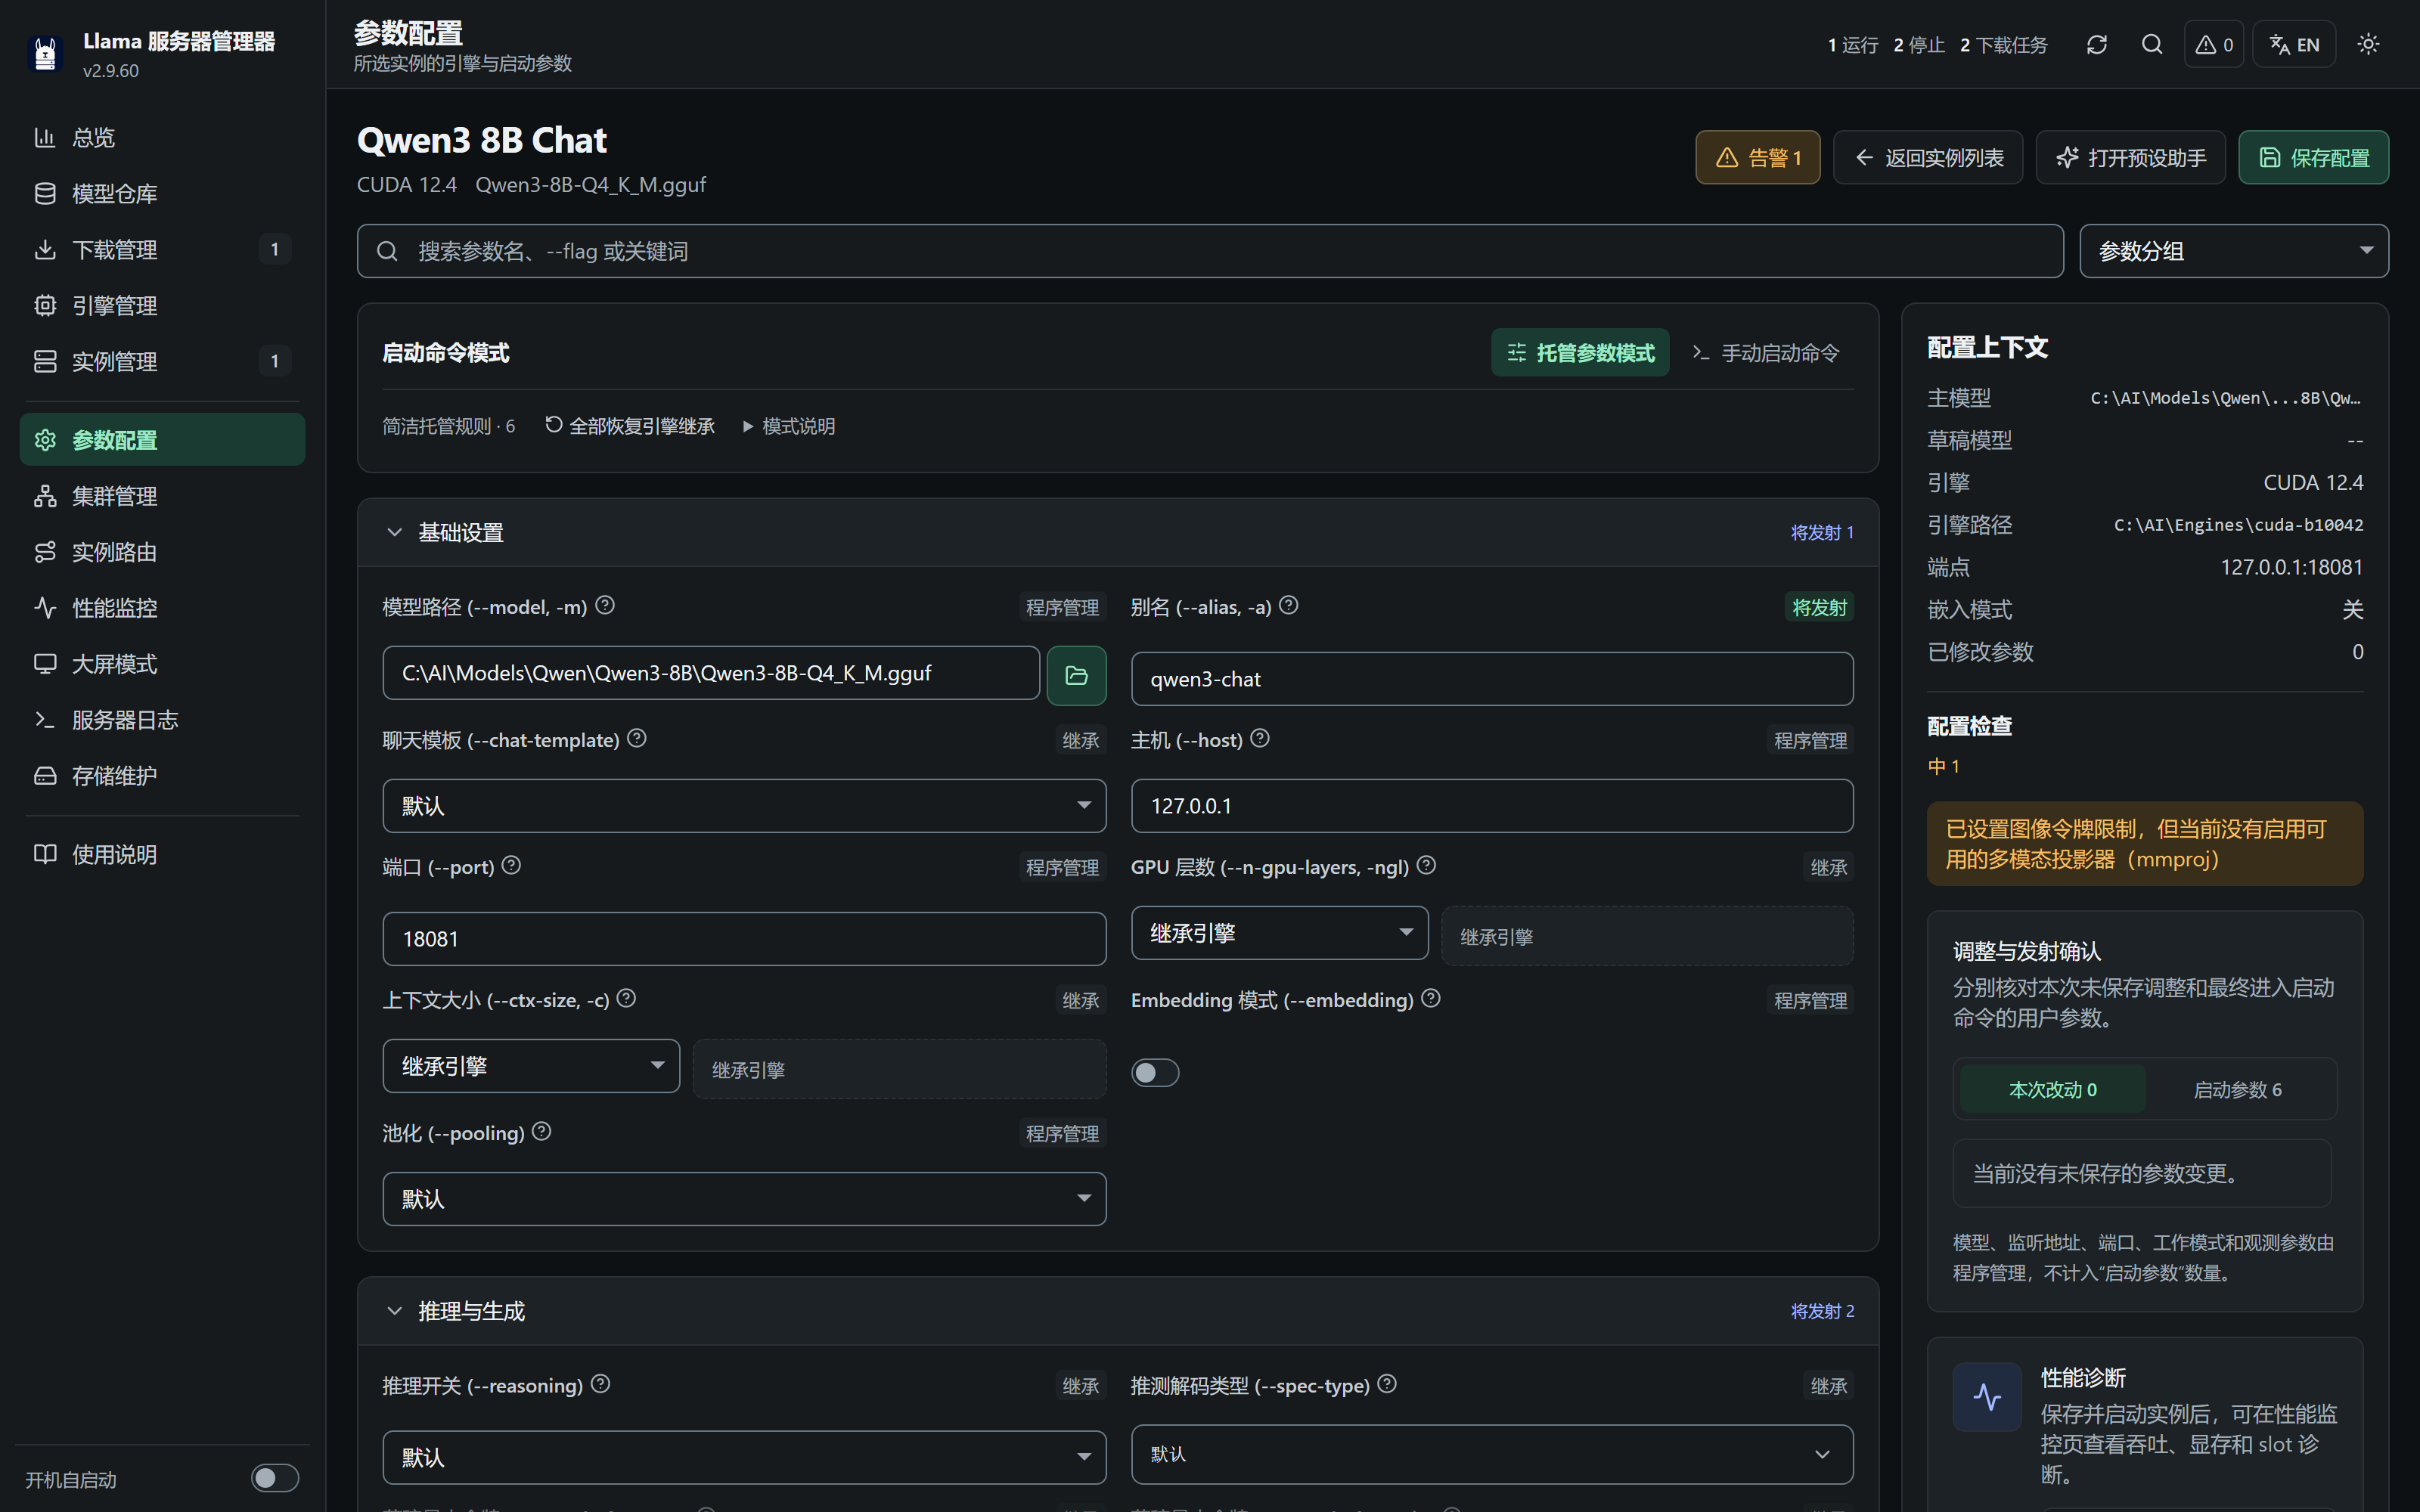 Llama 服务器管理器
v2.9.60
总览
模型仓库
下载管理
1
引擎管理
实例管理
1
参数配置
集群管理
实例路由
性能监控
大屏模式
服务器日志
存储维护
使用说明
开机自启动
参数配置
所选实例的引擎与启动参数
1 运行 2 停止 2 下载任务
0
EN
Qwen3 8B Chat
CUDA 12.4 Qwen3-8B-Q4_K_M.gguf
告警 1
返回实例列表
打开预设助手
保存配置
搜索参数名、--flag 或关键词
参数分组
启动命令模式
托管参数模式
手动启动命令
简洁托管规则 · 6
全部恢复引擎继承
模式说明
基础设置
将发射 1
模型路径 (--model, -m)
程序管理
C:\AI\Models\Qwen\Qwen3-8B\Qwen3-8B-Q4_K_M.gguf
别名 (--alias, -a)
将发射
qwen3-chat
聊天模板 (--chat-template)
继承
默认
主机 (--host)
程序管理
127.0.0.1
端口 (--port)
程序管理
18081
GPU 层数 (--n-gpu-layers, -ngl)
继承
继承引擎
继承引擎
上下文大小 (--ctx-size, -c)
继承
继承引擎
继承引擎
Embedding 模式 (--embedding)
程序管理
池化 (--pooling)
程序管理
默认
推理与生成
将发射 2
推理开关 (--reasoning)
继承
默认
推测解码类型 (--spec-type)
继承
默认
配置上下文
主模型
C:\AI\Models\Qwen\...8B\Qw…
草稿模型
--
引擎
CUDA 12.4
引擎路径
C:\AI\Engines\cuda-b10042
端点
127.0.0.1:18081
嵌入模式
关
已修改参数
0
配置检查
中 1
已设置图像令牌限制，但当前没有启用可
用的多模态投影器（mmproj）
调整与发射确认
分别核对本次未保存调整和最终进入启动
命令的用户参数。
本次改动 0
启动参数 6
当前没有未保存的参数变更。
模型、监听地址、端口、工作模式和观测参数由
程序管理，不计入“启动参数”数量。
性能诊断
保存并启动实例后，可在性能监
控页查看吞吐、显存和 slot 诊
断。